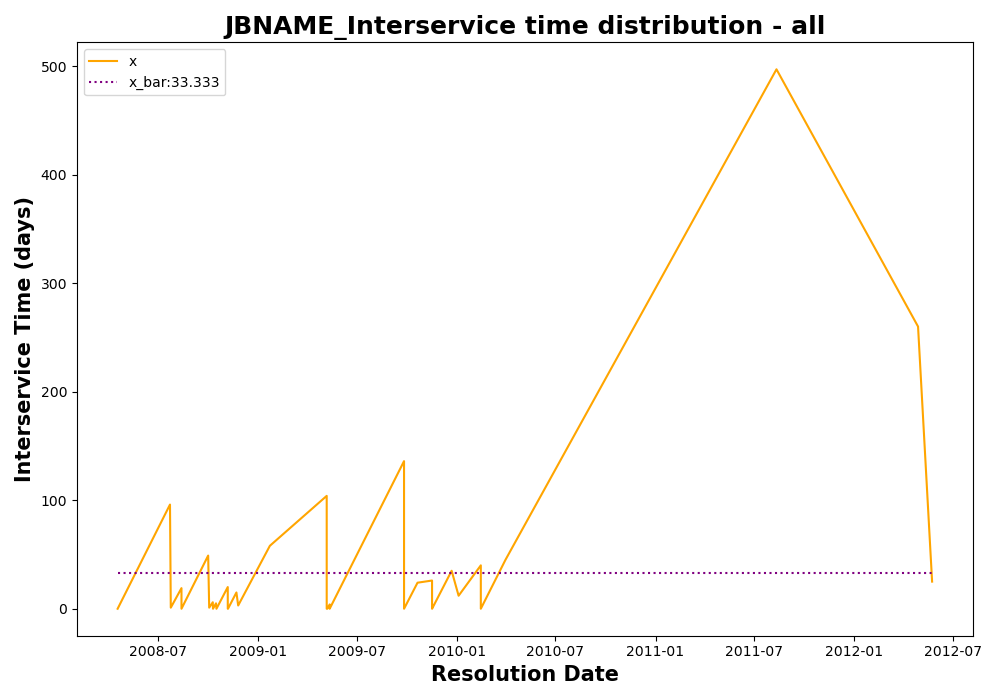 JBNAME_Interservice time distribution - all
x
x_bar:33.333
Interservice Time (days)
500
400
300
200
100
0
2008-07 2009-01 2009-07 2010-01 2010-07 2011-01 2011-07 2012-01 2012-07
Resolution Date